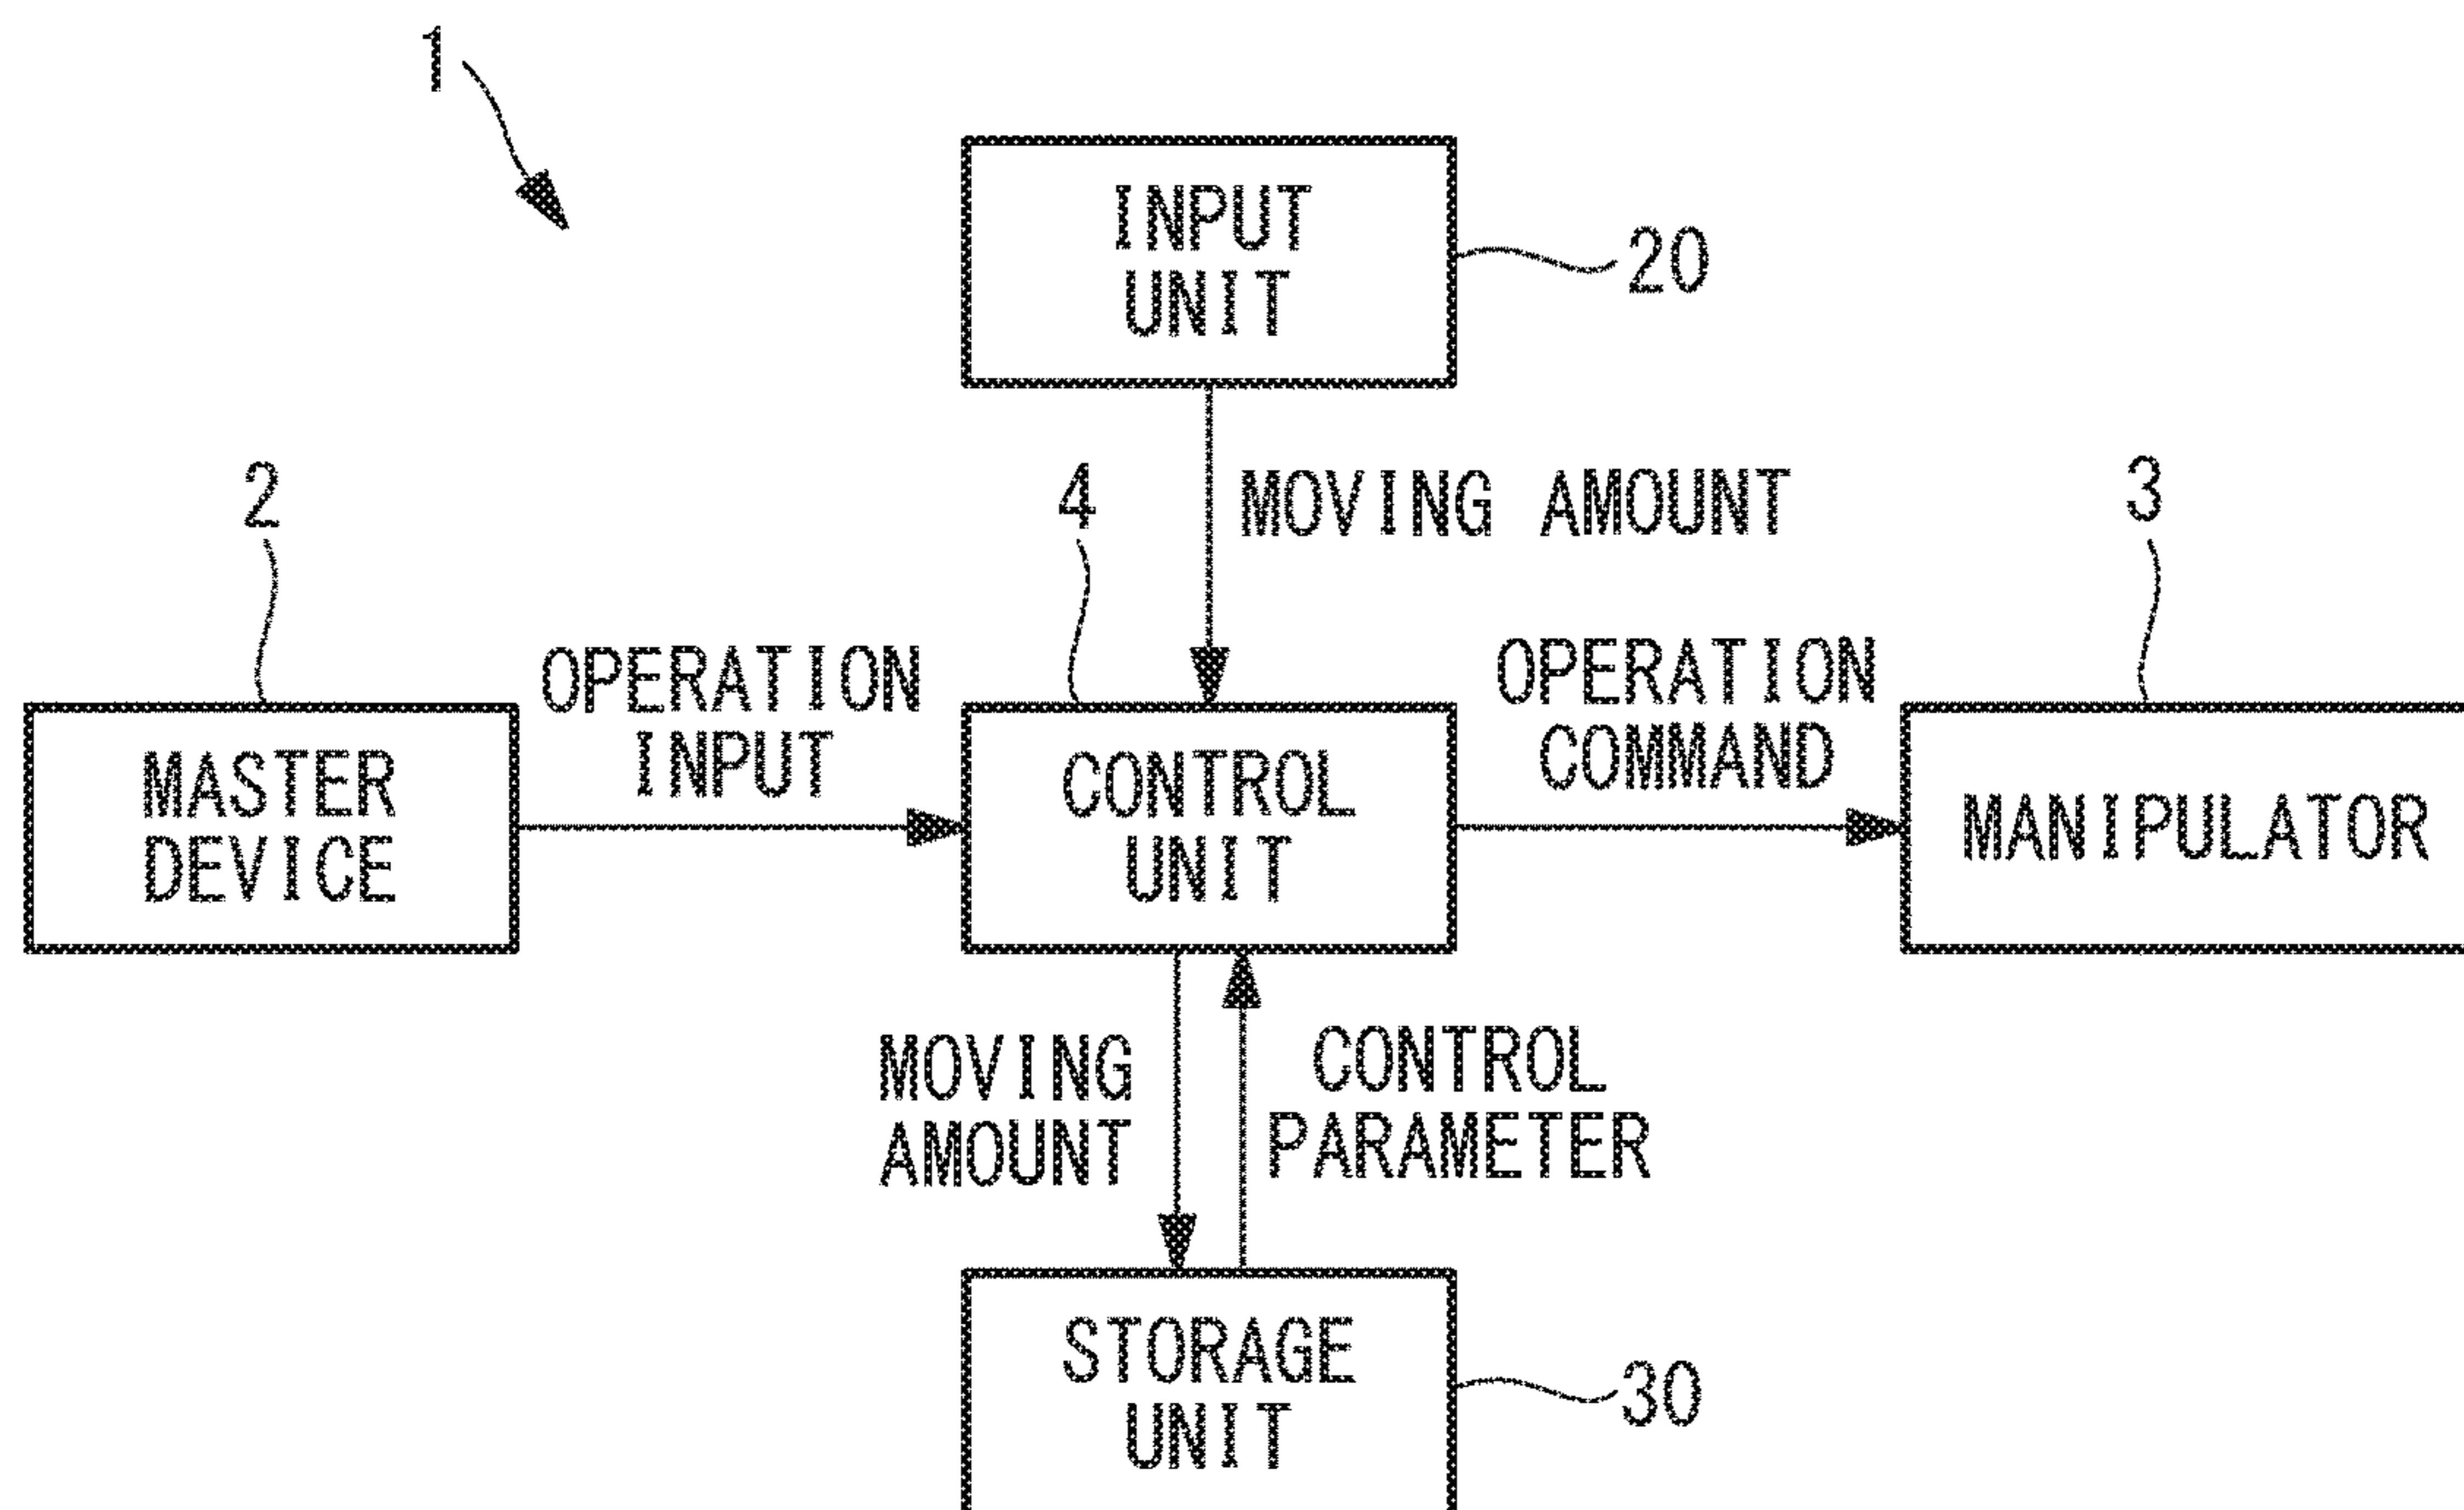 1
INPUT
UNIT
20
2
4
MOVING AMOUNT
3
OPERATION
INPUT
OPERATION
COMMAND
MASTER
DEVICE
CONTROL
UNIT
MANIPULATOR
MOVING
AMOUNT
CONTROL
PARAMETER
STORAGE
UNIT
30